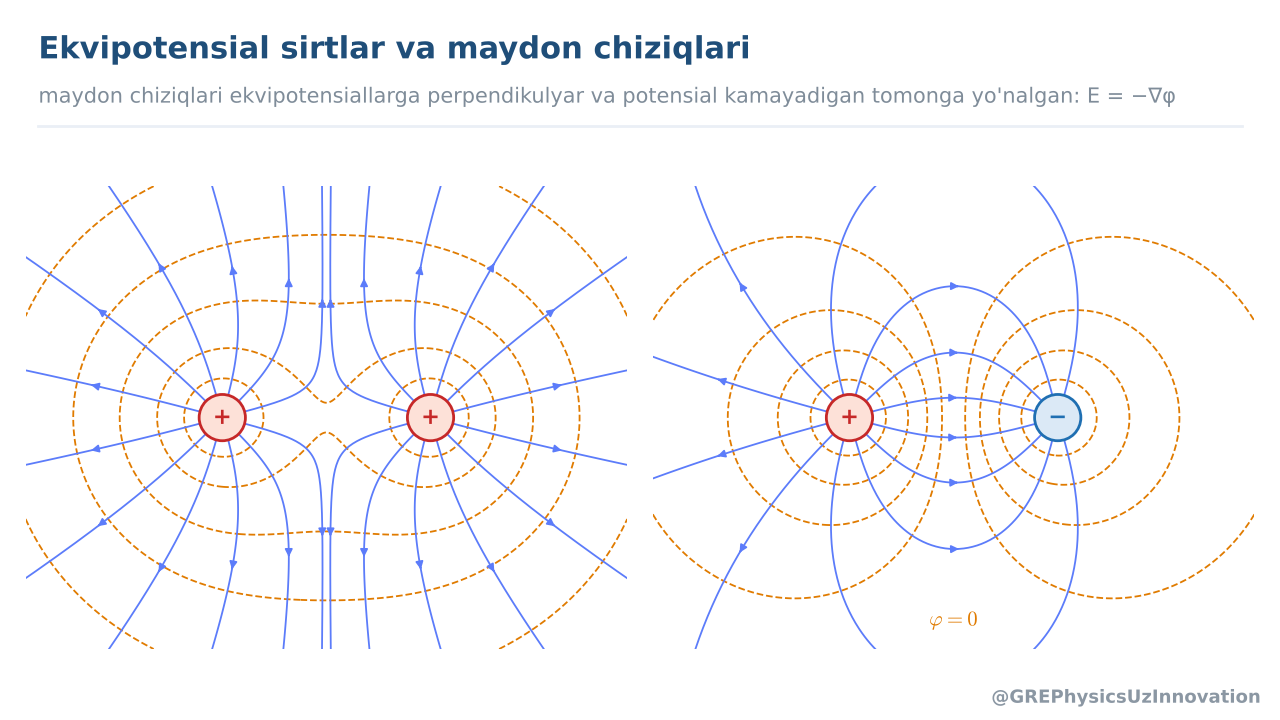 Ekvipotensial sirtlar va maydon chiziqlari
maydon chiziqlari ekvipotensiallarga perpendikulyar va potensial kamayadigan tomonga yo'nalgan: E = −∇φ
+ + + −
φ = 0
@GREPhysicsUzInnovation